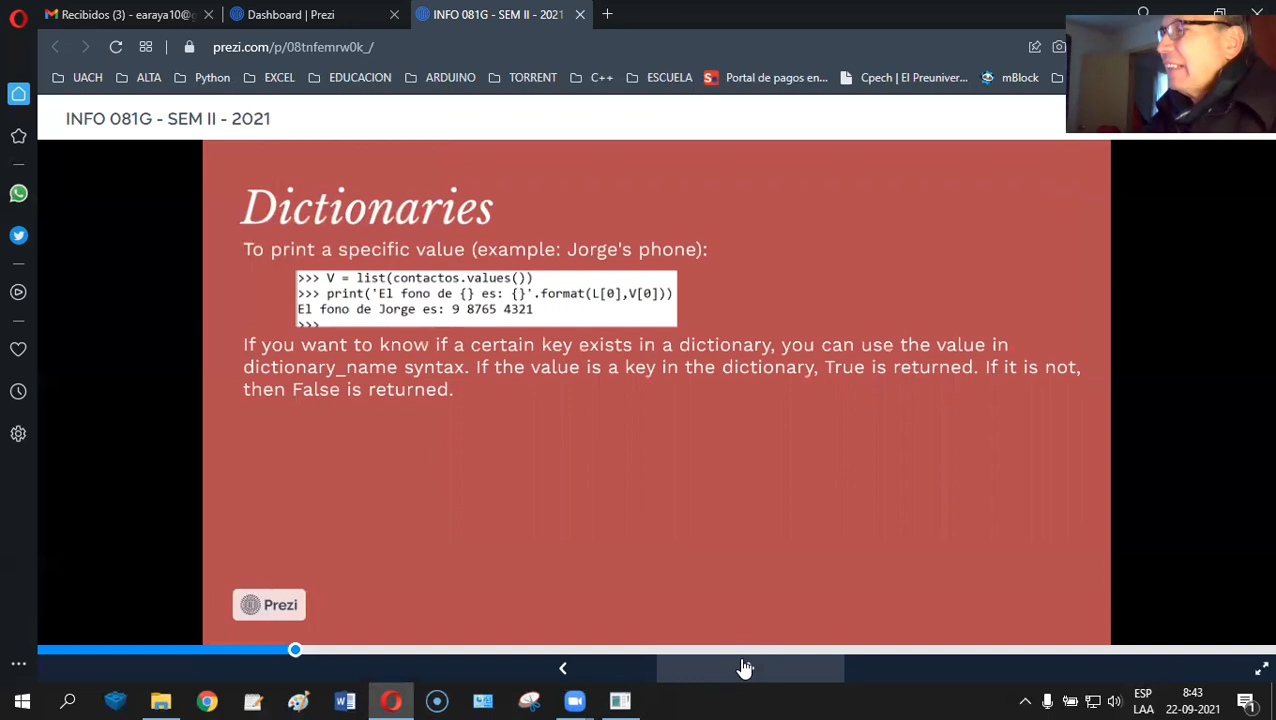 Recibidos (3) - earaya10@g
Dashboard | Prezi
INFO 081G - SEM II - 2021
prezi.com/p/08tnfemrw0k_/
UACH
ALTA
Python
EXCEL
EDUCACION
ARDUINO
TORRENT
C++
ESCUELA
Portal de pagos en...
Cpech | El Preuniver...
mBlock
INFO 081G - SEM II - 2021
Dictionaries
To print a specific value (example: Jorge's phone):
>>> V = list(contactos.values())
>>> print('El fono de {} es: {}'.format(L[0],V[0]))
El fono de Jorge es: 9 8765 4321
>>>
If you want to know if a certain key exists in a dictionary, you can use the value in
dictionary_name syntax. If the value is a key in the dictionary, True is returned. If it is not,
then False is returned.
Prezi
ESP
LAA
8:43
22-09-2021
1